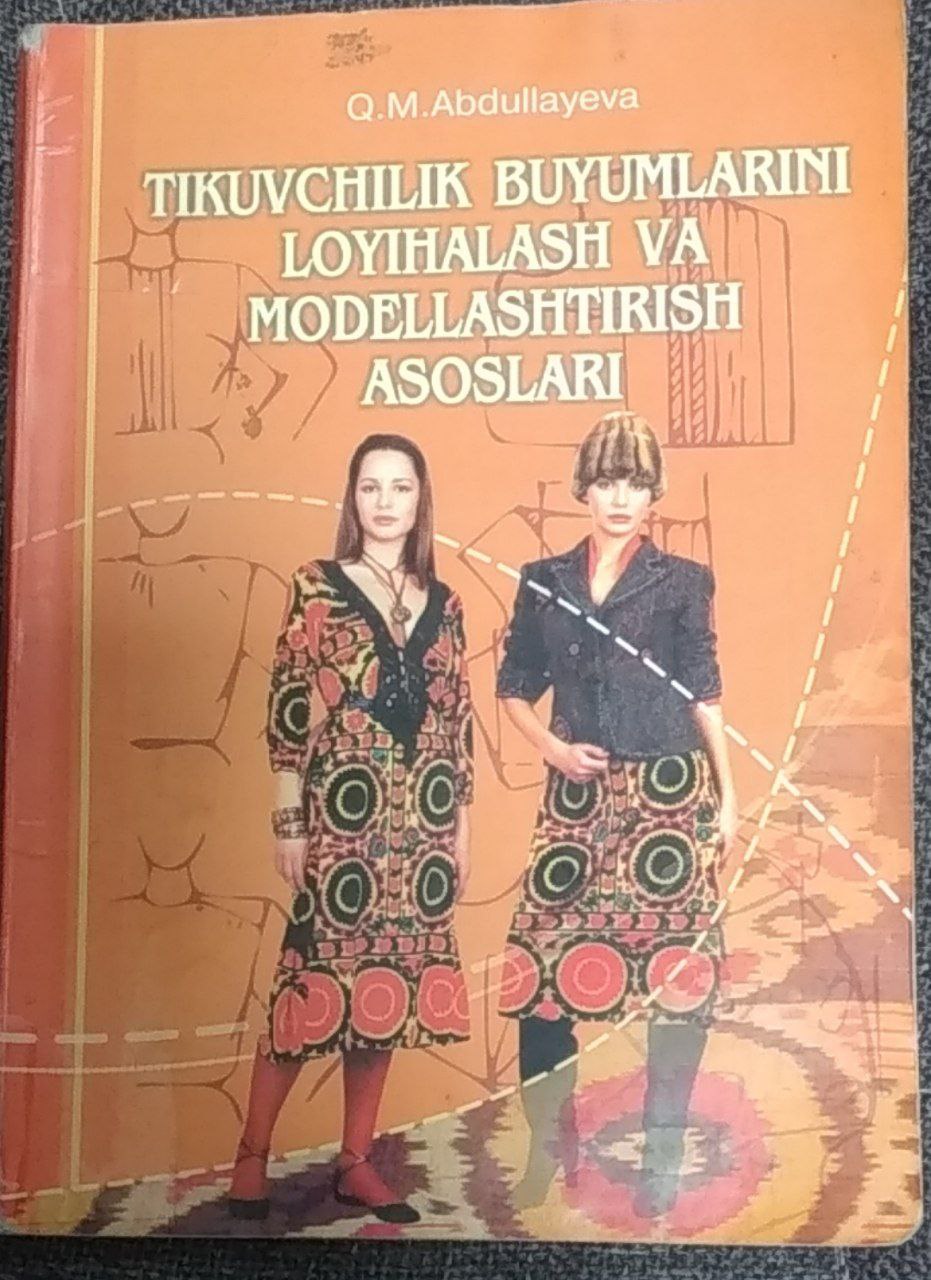 Q.M.Abdullayeva
TIKUVCHILIK BUYUMLARINI
LOYIHALASH VA
MODELLASHTIRISH
ASOSLARI